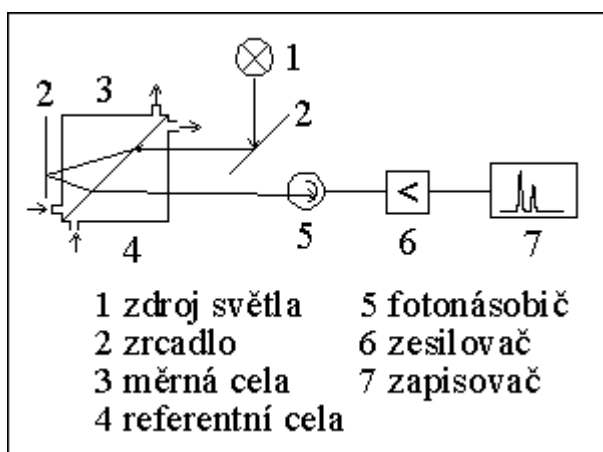 1
2 3 2
4 5 6 7
<
1 zdroj světla 5 fotonásobič
2 zrcadlo 6 zesilovač
3 měrná cela 7 zapisovač
4 referentní cela